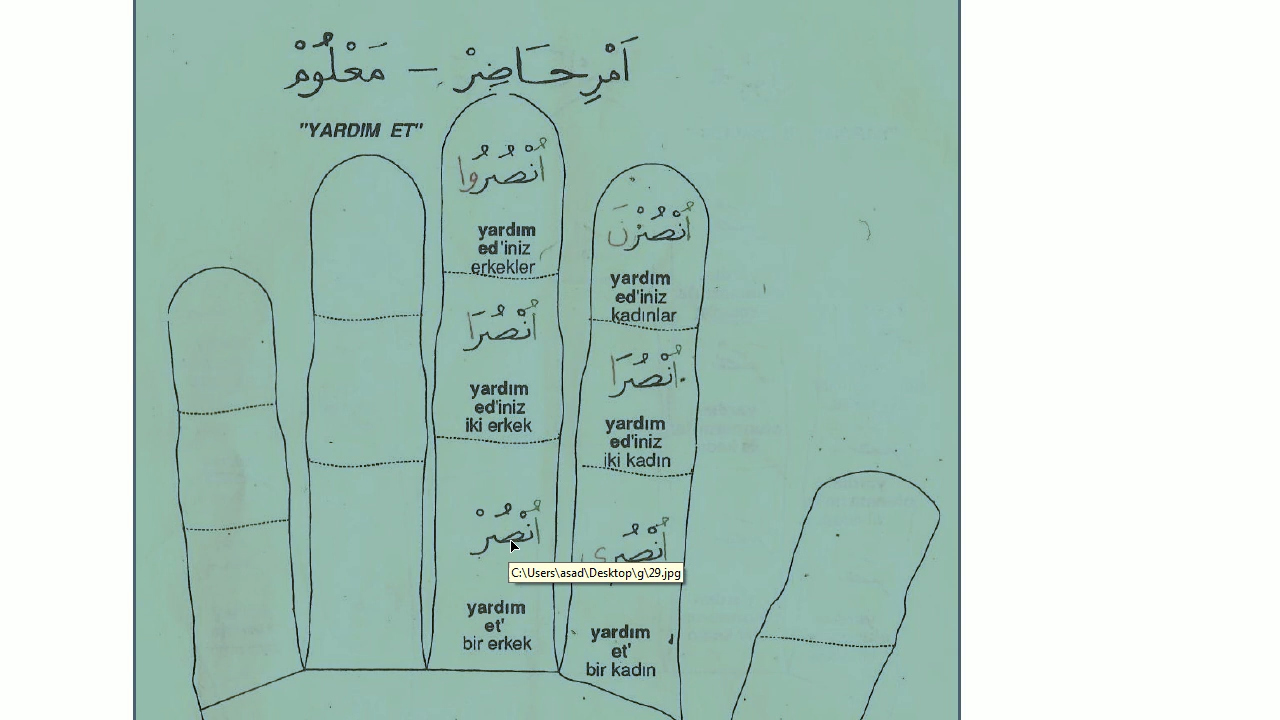 اَمْرِ حَاضِرْ – مَعْلُومْ
"YARDIM ET"
اُنْصُرُوا
yardım
ed'iniz
erkekler
اُنْصُرَا
yardım
ed'iniz
iki erkek
اُنْصُرْ
yardım
et'
bir erkek
اُنْصُرْنَ
yardım
ed'iniz
kadınlar
اُنْصُرَا
yardım
ed'iniz
iki kadın
اُنْصُرِى
C:\Users\asad\Desktop\g\29.jpg
yardım
et'
bir kadın